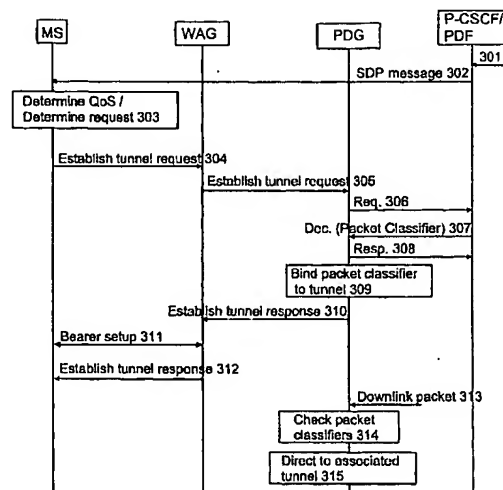 MS
WAG
PDG
P-CSCF/
PDF
301
SDP message 302
Determine QoS /
Determine request 303
Establish tunnel request 304
Establish tunnel request 305
Req. 306
Dec. (Packet Classifier) 307
Resp. 308
Bind packet classifier
to tunnel 309
Establish tunnel response 310
Bearer setup 311
Establish tunnel response 312
Downlink packet 313
Check packet
classifiers 314
Direct to associated
tunnel 315